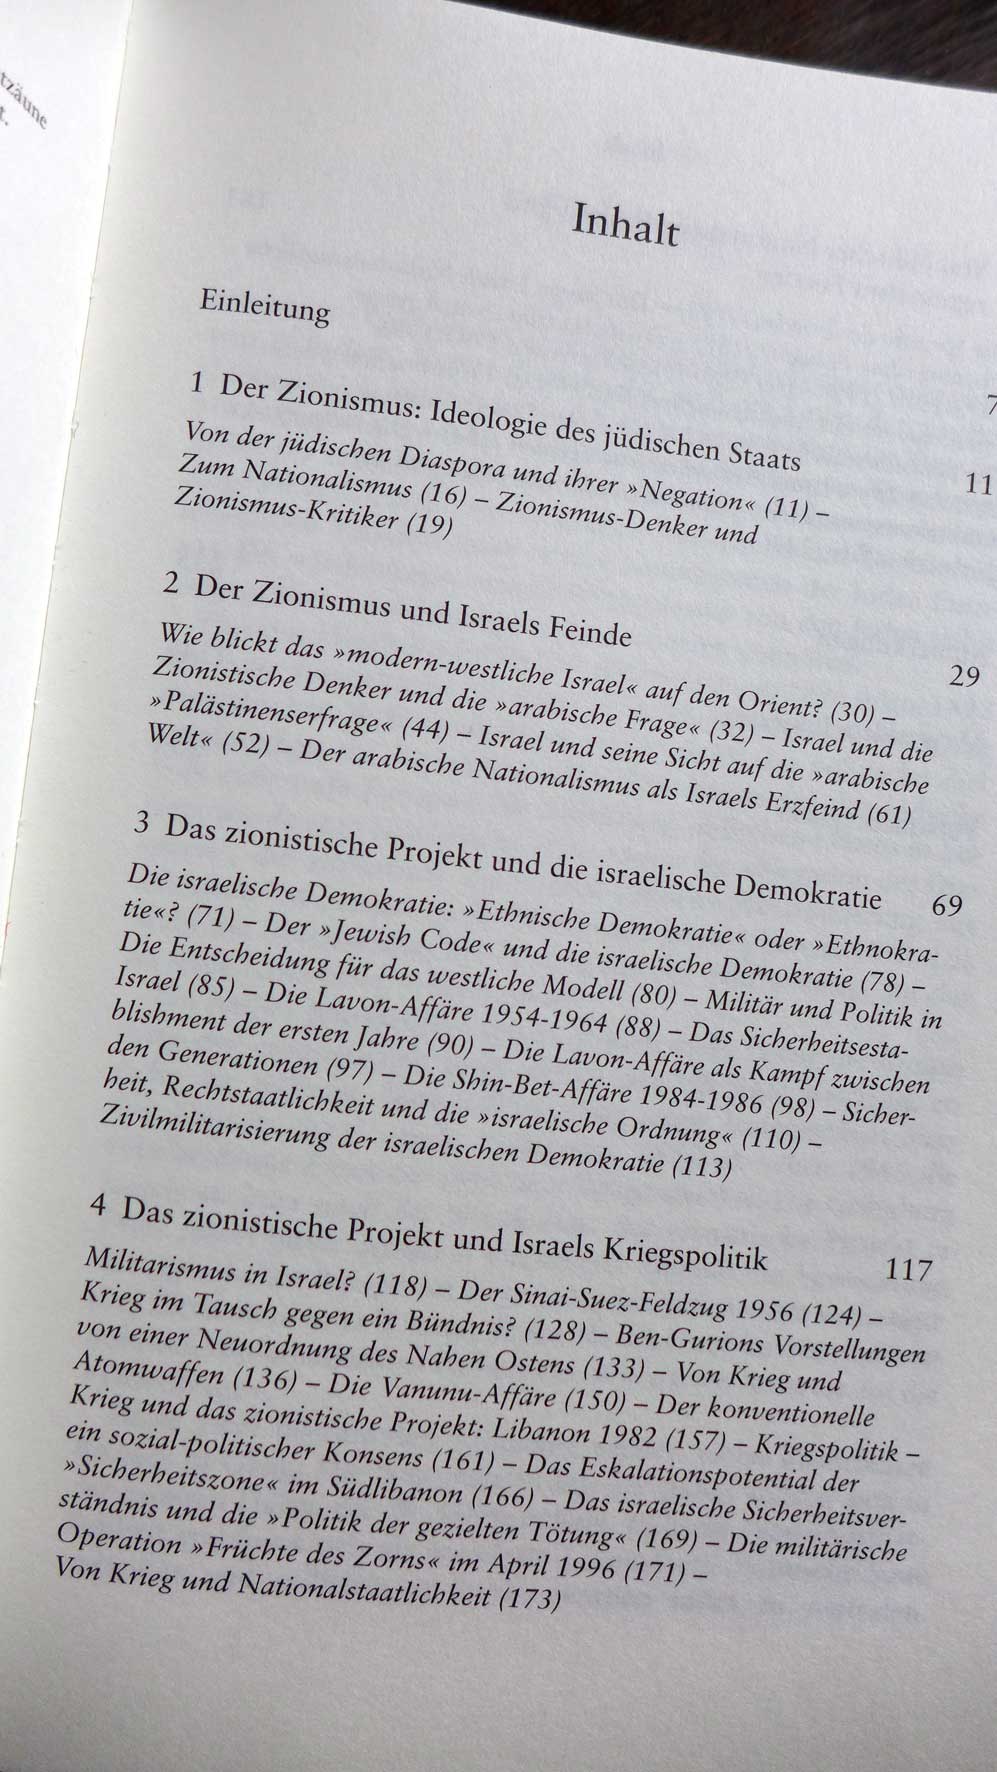 tzäune
t.
Inhalt
Einleitung 7
1 Der Zionismus: Ideologie des jüdischen Staats 11
Von der jüdischen Diaspora und ihrer »Negation« (11) –
Zum Nationalismus (16) – Zionismus-Denker und
Zionismus-Kritiker (19)
2 Der Zionismus und Israels Feinde 29
Wie blickt das »modern-westliche Israel« auf den Orient? (30) –
Zionistische Denker und die »arabische Frage« (32) – Israel und die
»Palästinenserfrage« (44) – Israel und seine Sicht auf die »arabische
Welt« (52) – Der arabische Nationalismus als Israels Erzfeind (61)
3 Das zionistische Projekt und die israelische Demokratie 69
Die israelische Demokratie: »Ethnische Demokratie« oder »Ethnokra-
tie«? (71) – Der »Jewish Code« und die israelische Demokratie (78) –
Die Entscheidung für das westliche Modell (80) – Militär und Politik in
Israel (85) – Die Lavon-Affäre 1954-1964 (88) – Das Sicherheitsesta-
blishment der ersten Jahre (90) – Die Lavon-Affäre als Kampf zwischen
den Generationen (97) – Die Shin-Bet-Affäre 1984-1986 (98) – Sicher-
heit, Rechtstaatlichkeit und die »israelische Ordnung« (110) –
Zivilmilitarisierung der israelischen Demokratie (113)
4 Das zionistische Projekt und Israels Kriegspolitik 117
Militarismus in Israel? (118) – Der Sinai-Suez-Feldzug 1956 (124) –
Krieg im Tausch gegen ein Bündnis? (128) – Ben-Gurions Vorstellungen
von einer Neuordnung des Nahen Ostens (133) – Von Krieg und
Atomwaffen (136) – Die Vanunu-Affäre (150) – Der konventionelle
Krieg und das zionistische Projekt: Libanon 1982 (157) – Kriegspolitik –
ein sozial-politischer Konsens (161) – Das Eskalationspotential der
»Sicherheitszone« im Südlibanon (166) – Das israelische Sicherheitsver-
ständnis und die »Politik der gezielten Tötung« (169) – Die militärische
Operation »Früchte des Zorns« im April 1996 (171) –
Von Krieg und Nationalstaatlichkeit (173)